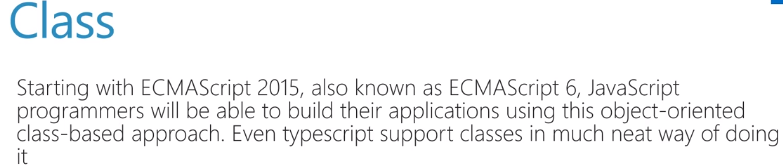 Class
Starting with ECMAScript 2015, also known as ECMAScript 6, JavaScript
programmers will be able to build their applications using this object-oriented
class-based approach. Even typescript support classes in much neat way of doing
it